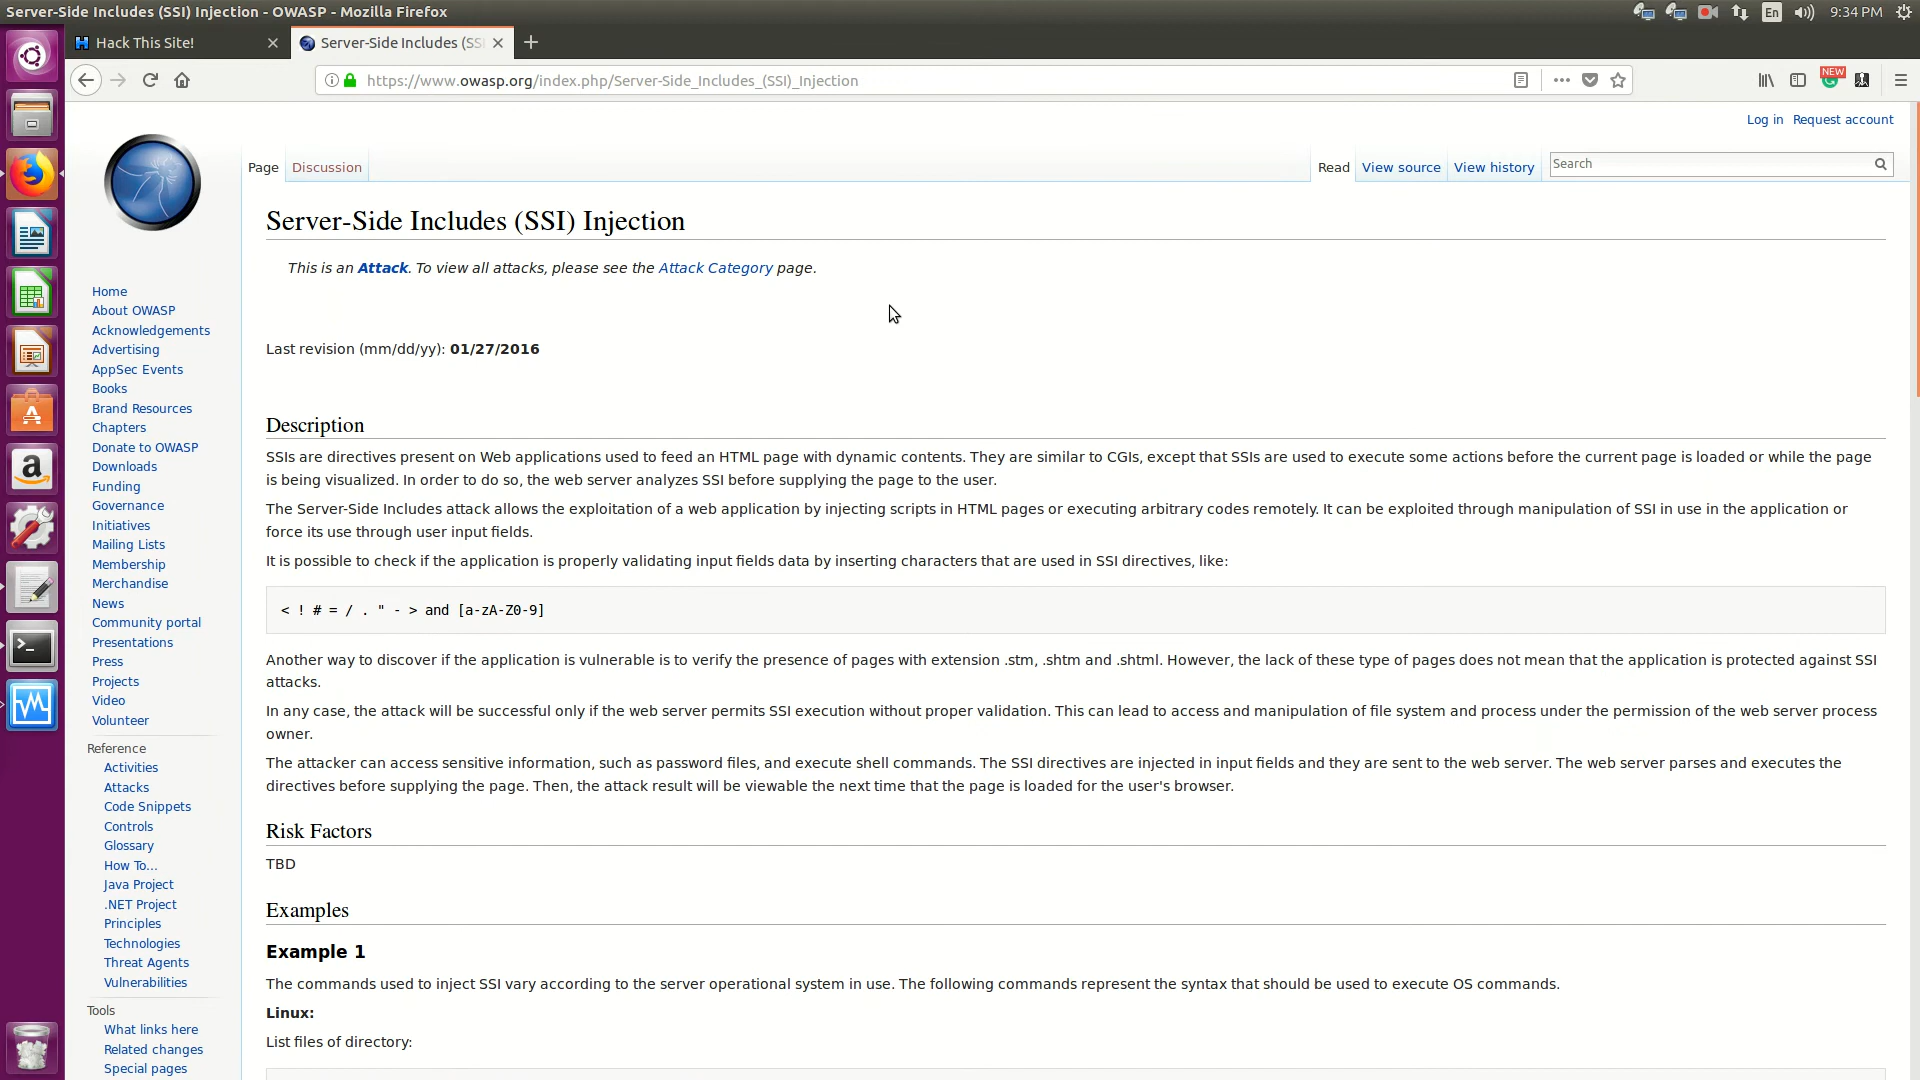 Server-Side Includes (SSI) Injection - OWASP - Mozilla Firefox
En
9:34 PM
Hack This Site!
Server-Side Includes (SS
https://www.owasp.org/index.php/Server-Side_Includes_(SSI)_Injection
NEW
Log in
Request account
Page
Discussion
Read
View source
View history
Search
Server-Side Includes (SSI) Injection
This is an Attack. To view all attacks, please see the Attack Category page.
Last revision (mm/dd/yy): 01/27/2016
Description
SSIs are directives present on Web applications used to feed an HTML page with dynamic contents. They are similar to CGIs, except that SSIs are used to execute some actions before the current page is loaded or while the page
is being visualized. In order to do so, the web server analyzes SSI before supplying the page to the user.
The Server-Side Includes attack allows the exploitation of a web application by injecting scripts in HTML pages or executing arbitrary codes remotely. It can be exploited through manipulation of SSI in use in the application or
force its use through user input fields.
It is possible to check if the application is properly validating input fields data by inserting characters that are used in SSI directives, like:
< ! # = / . " - > and [a-zA-Z0-9]
Another way to discover if the application is vulnerable is to verify the presence of pages with extension .stm, .shtm and .shtml. However, the lack of these type of pages does not mean that the application is protected against SSI
attacks.
In any case, the attack will be successful only if the web server permits SSI execution without proper validation. This can lead to access and manipulation of file system and process under the permission of the web server process
owner.
The attacker can access sensitive information, such as password files, and execute shell commands. The SSI directives are injected in input fields and they are sent to the web server. The web server parses and executes the
directives before supplying the page. Then, the attack result will be viewable the next time that the page is loaded for the user's browser.
Risk Factors
TBD
Examples
Example 1
The commands used to inject SSI vary according to the server operational system in use. The following commands represent the syntax that should be used to execute OS commands.
Linux:
List files of directory:
Home
About OWASP
Acknowledgements
Advertising
AppSec Events
Books
Brand Resources
Chapters
Donate to OWASP
Downloads
Funding
Governance
Initiatives
Mailing Lists
Membership
Merchandise
News
Community portal
Presentations
Press
Projects
Video
Volunteer
Reference
Activities
Attacks
Code Snippets
Controls
Glossary
How To...
Java Project
.NET Project
Principles
Technologies
Threat Agents
Vulnerabilities
Tools
What links here
Related changes
Special pages